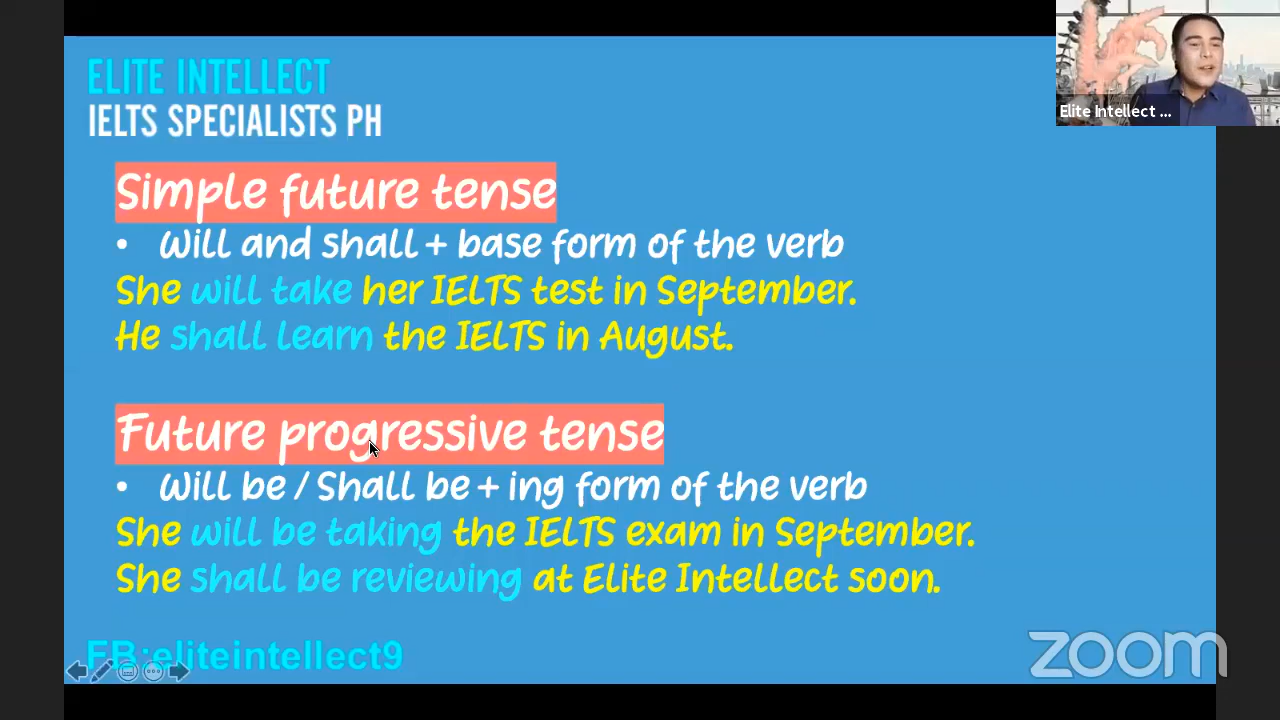 ELITE INTELLECT
IELTS SPECIALISTS PH
Elite Intellect ...
Simple future tense
• Will and shall + base form of the verb
She will take her IELTS test in September.
He shall learn the IELTS in August.
Future progressive tense
• Will be / Shall be + ing form of the verb
She will be taking the IELTS exam in September.
She shall be reviewing at Elite Intellect soon.
FB:eliteintellect9
zoom